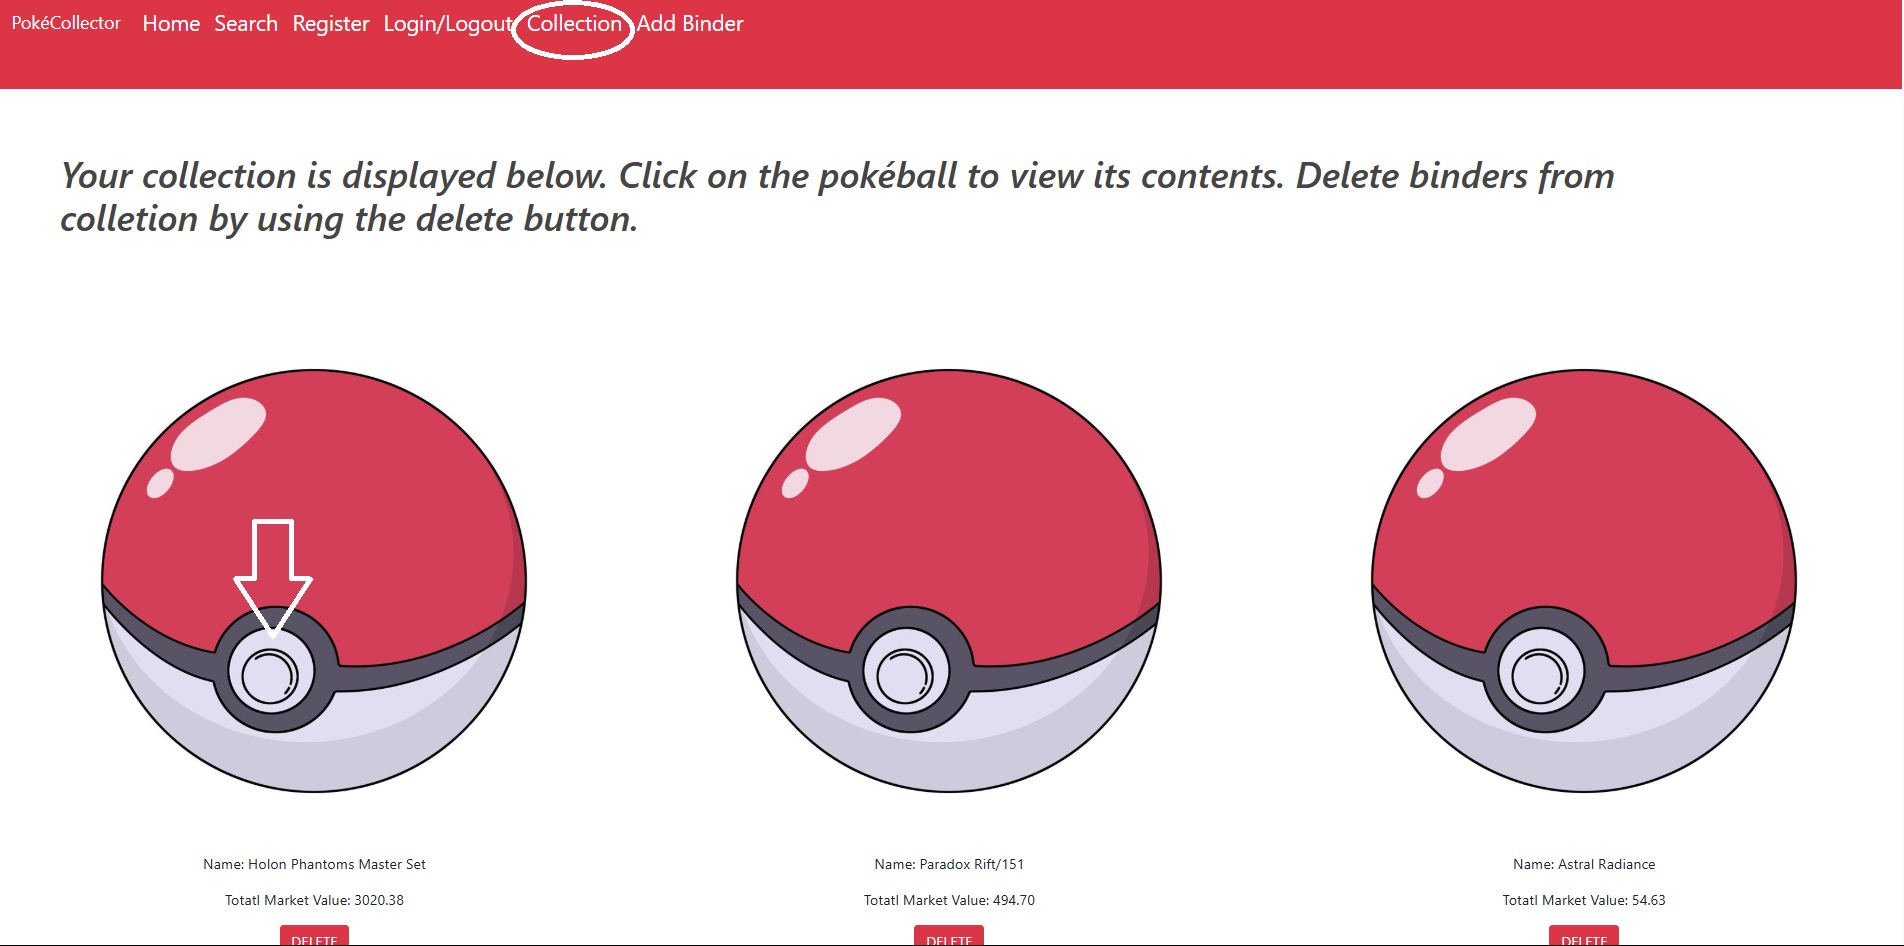 PokéCollector Home Search Register Login/Logout Collection Add Binder
Your collection is displayed below. Click on the pokéball to view its contents. Delete binders from
colletion by using the delete button.
Name: Holon Phantoms Master Set
Totatl Market Value: 3020.38
DELETE
Name: Paradox Rift/151
Totatl Market Value: 494.70
DELETE
Name: Astral Radiance
Totatl Market Value: 54.63
DELETE